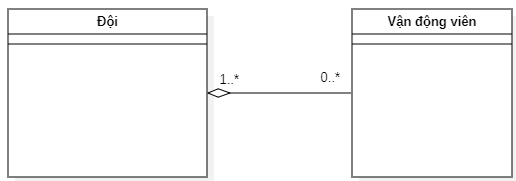 Đội
Vận động viên
1..*
0..*